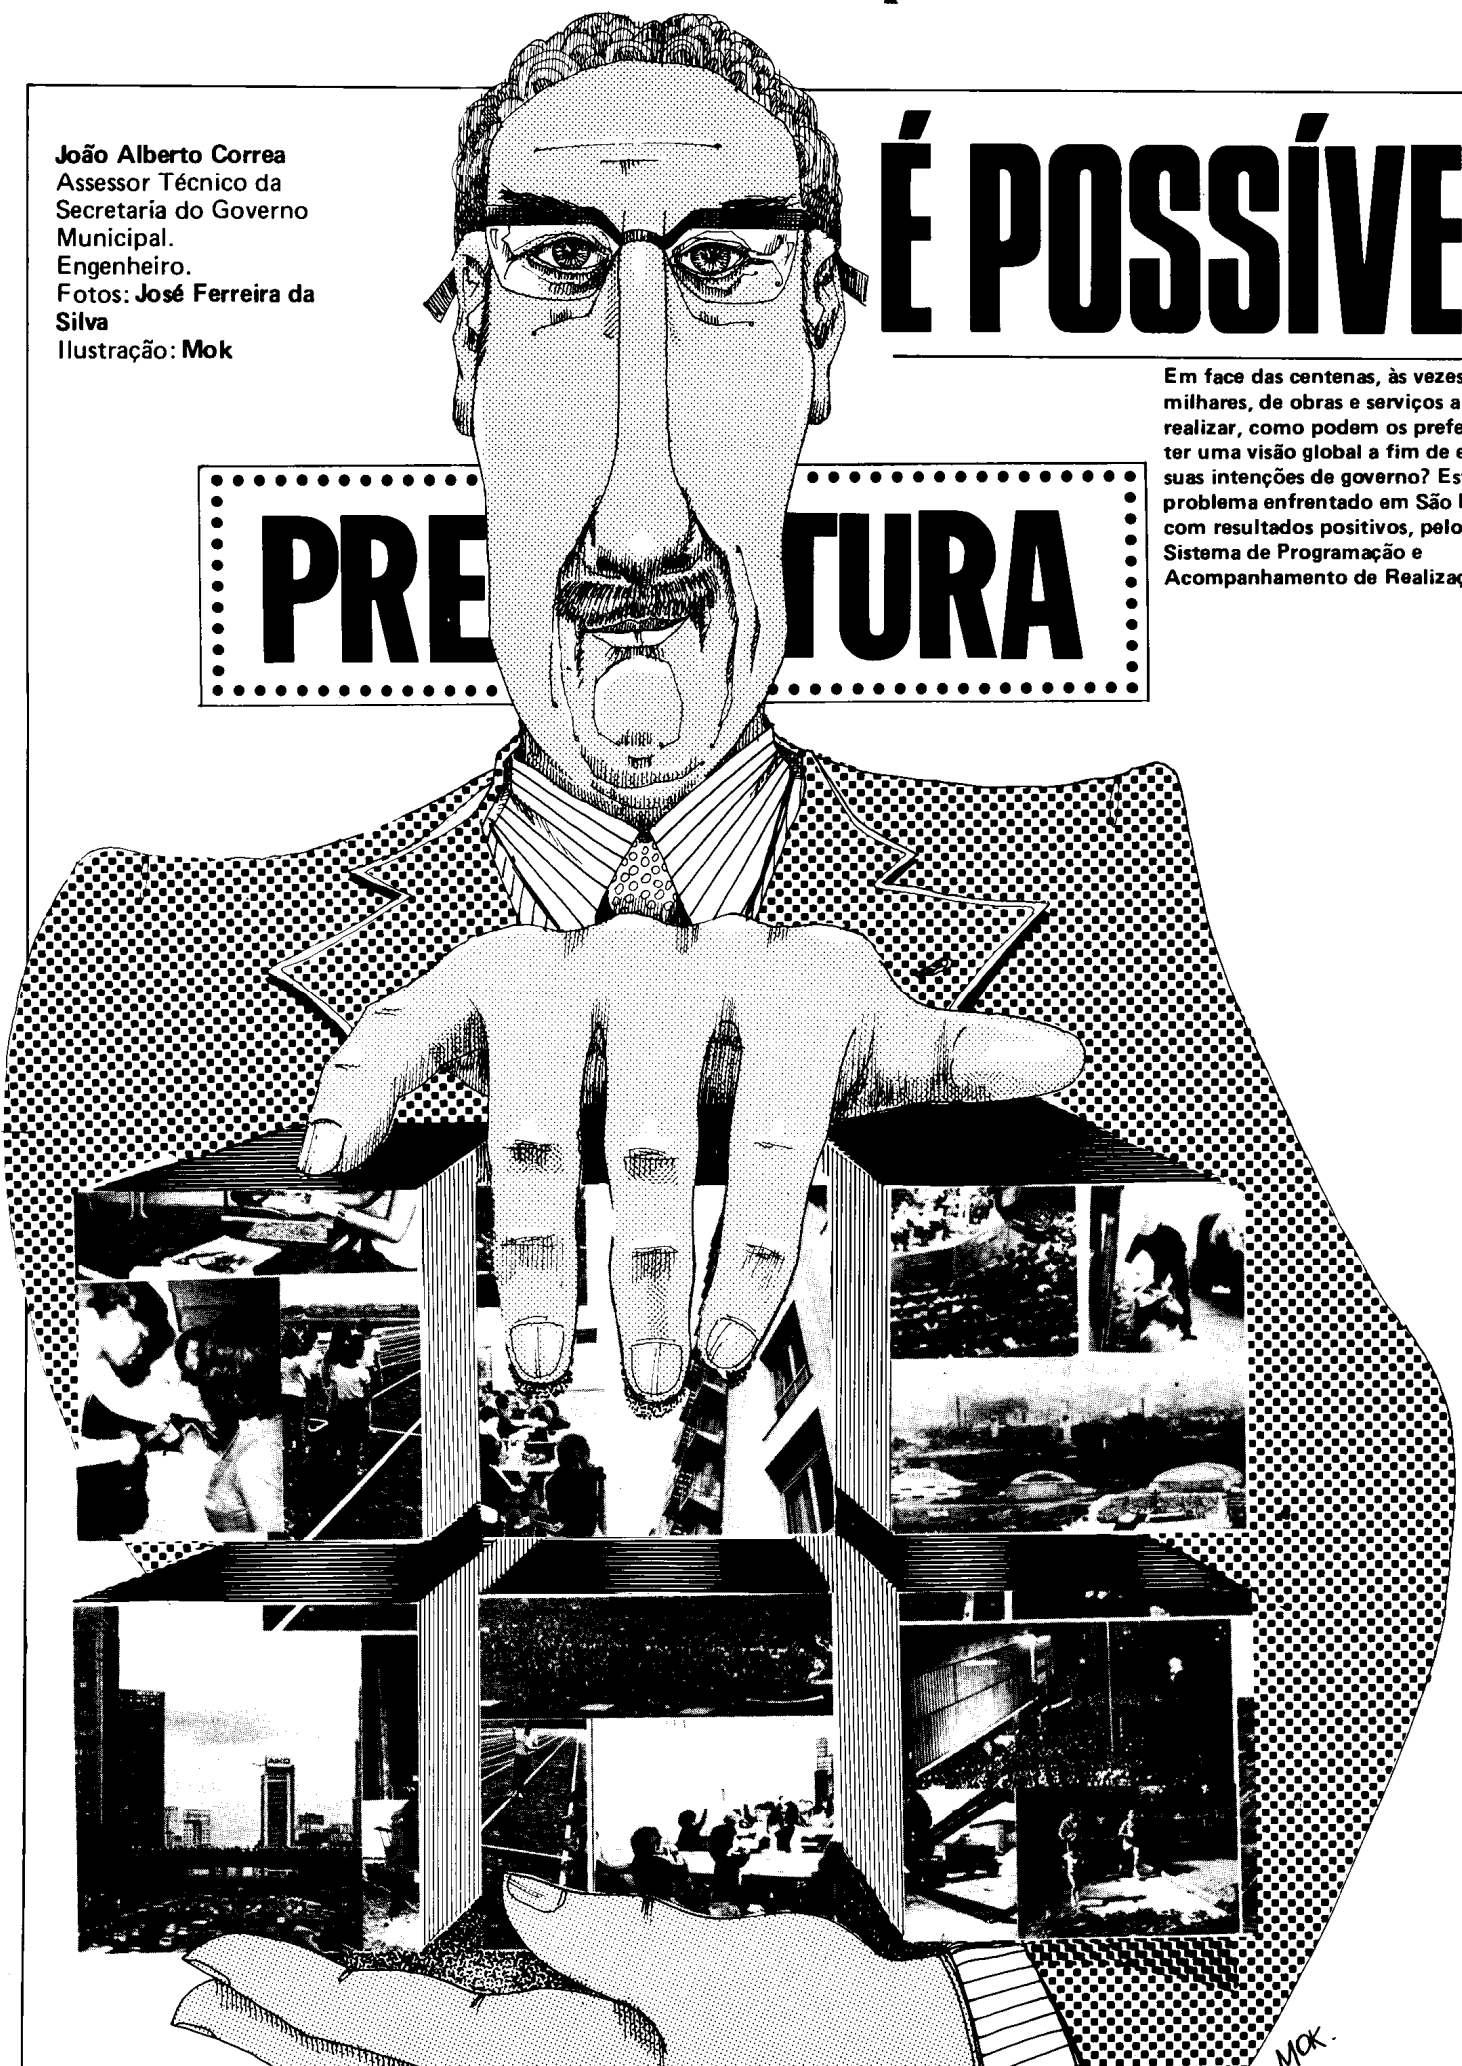 João Alberto Correa
Assessor Técnico da
Secretaria do Governo
Municipal.
Engenheiro.
Fotos: José Ferreira da
Silva
Ilustração: Mok
É POSSÍVE
Em face das centenas, às vezes
milhares, de obras e serviços a
realizar, como podem os prefe
ter uma visão global a fim de e
suas intenções de governo? Es
problema enfrentado em São
com resultados positivos, pelo
Sistema de Programação e
Acompanhamento de Realizaç
PRE TURA
AIKO
MOK.